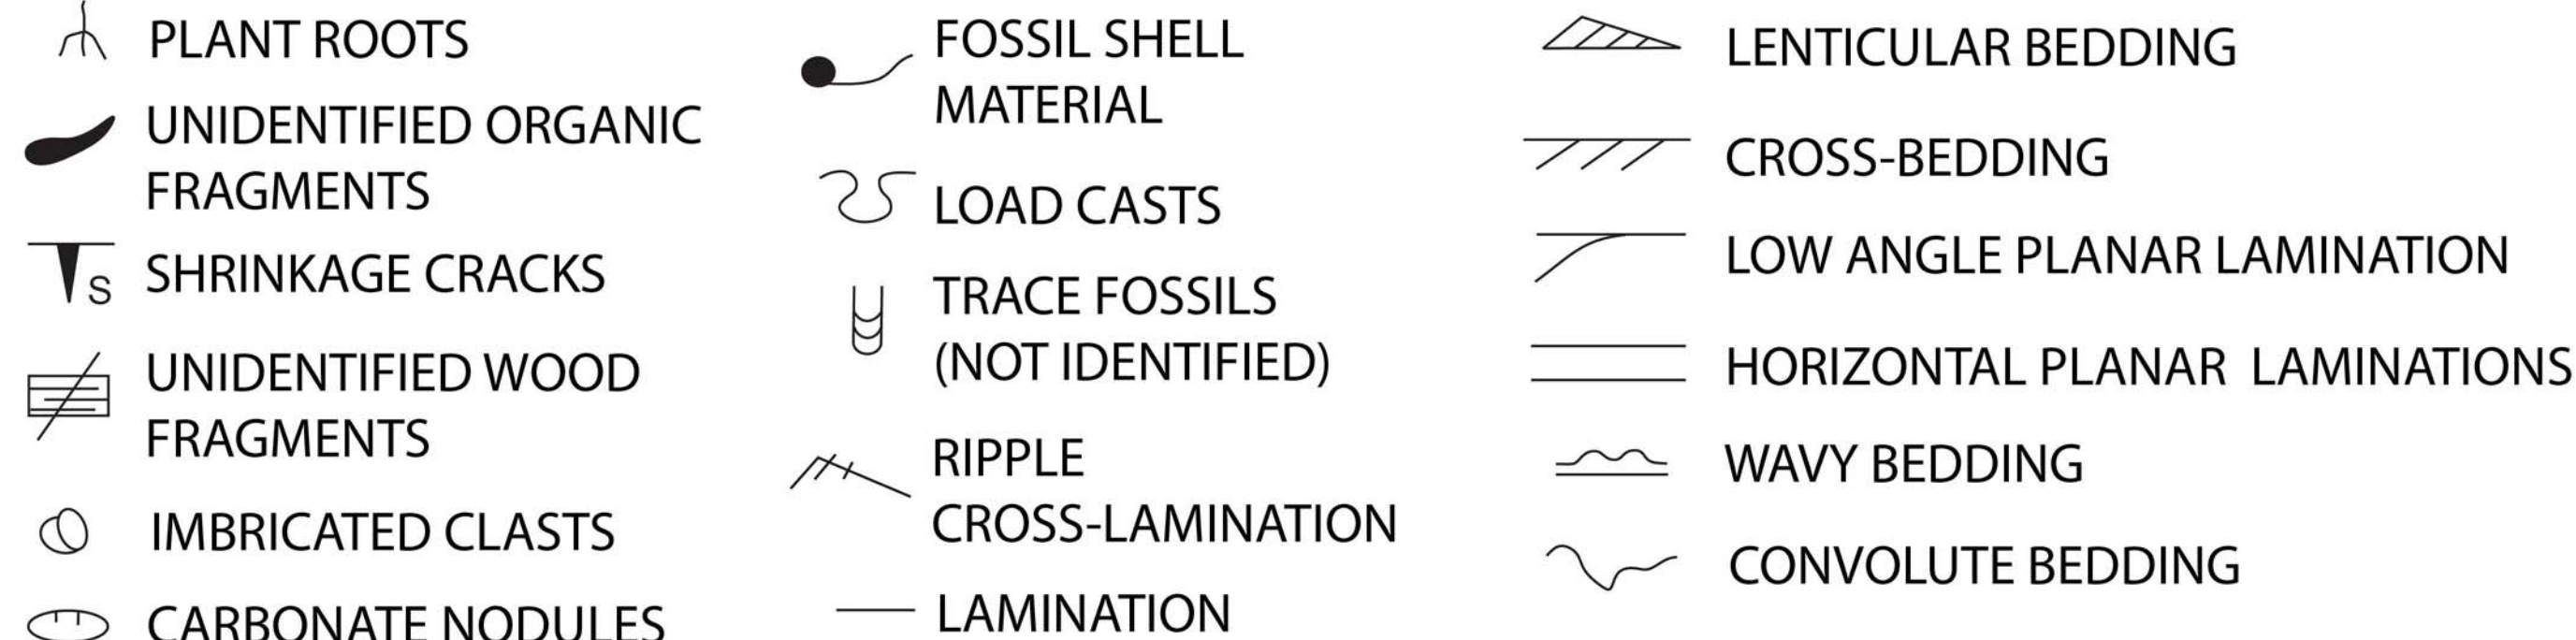 PLANT ROOTS
UNIDENTIFIED ORGANIC
FRAGMENTS
S
SHRINKAGE CRACKS
UNIDENTIFIED WOOD
FRAGMENTS
IMBRICATED CLASTS
CARBONATE NODULES
FOSSIL SHELL
MATERIAL
LOAD CASTS
TRACE FOSSILS
(NOT IDENTIFIED)
RIPPLE
CROSS-LAMINATION
LAMINATION
LENTICULAR BEDDING
CROSS-BEDDING
LOW ANGLE PLANAR LAMINATION
HORIZONTAL PLANAR LAMINATIONS
WAVY BEDDING
CONVOLUTE BEDDING